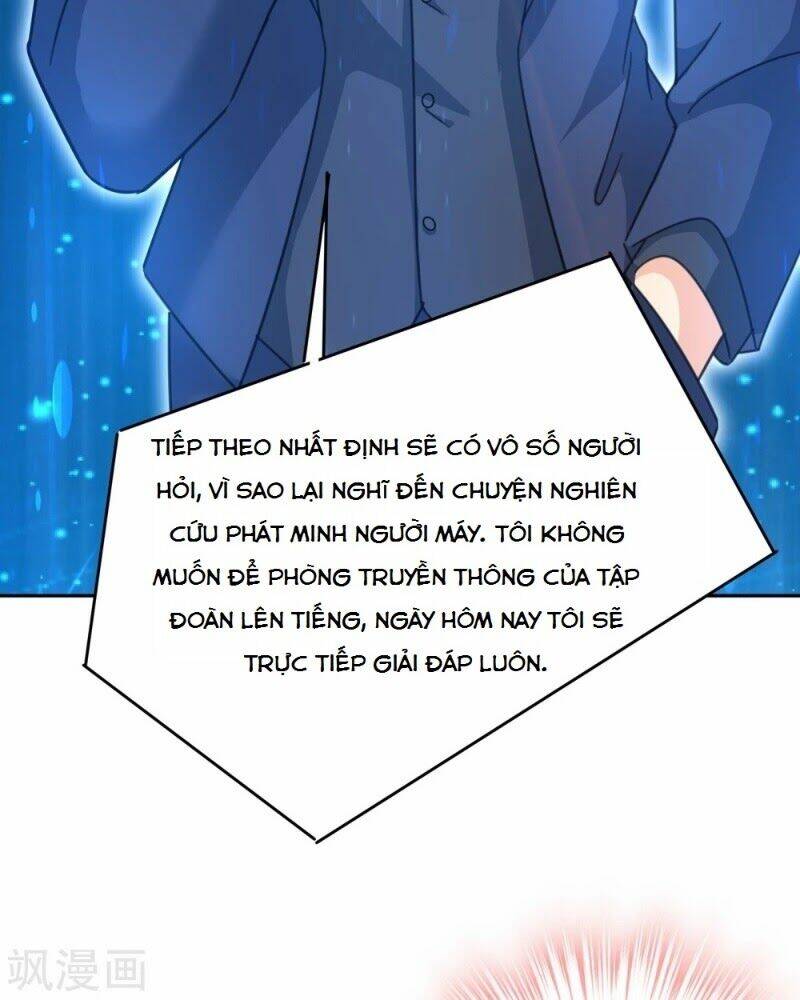 TIẾP THEO NHẤT ĐỊNH SẼ CÓ VÔ SỐ NGƯỜI
HỎI, VÌ SAO LẠI NGHĨ ĐẾN CHUYỆN NGHIÊN
CỨU PHÁT MINH NGƯỜI MÁY. TÔI KHÔNG
MUỐN ĐỂ PHÒNG TRUYỀN THÔNG CỦA TẬP
ĐOÀN LÊN TIẾNG, NGÀY HÔM NAY TÔI SẼ
TRỰC TIẾP GIẢI ĐÁP LUÔN.
飒漫画